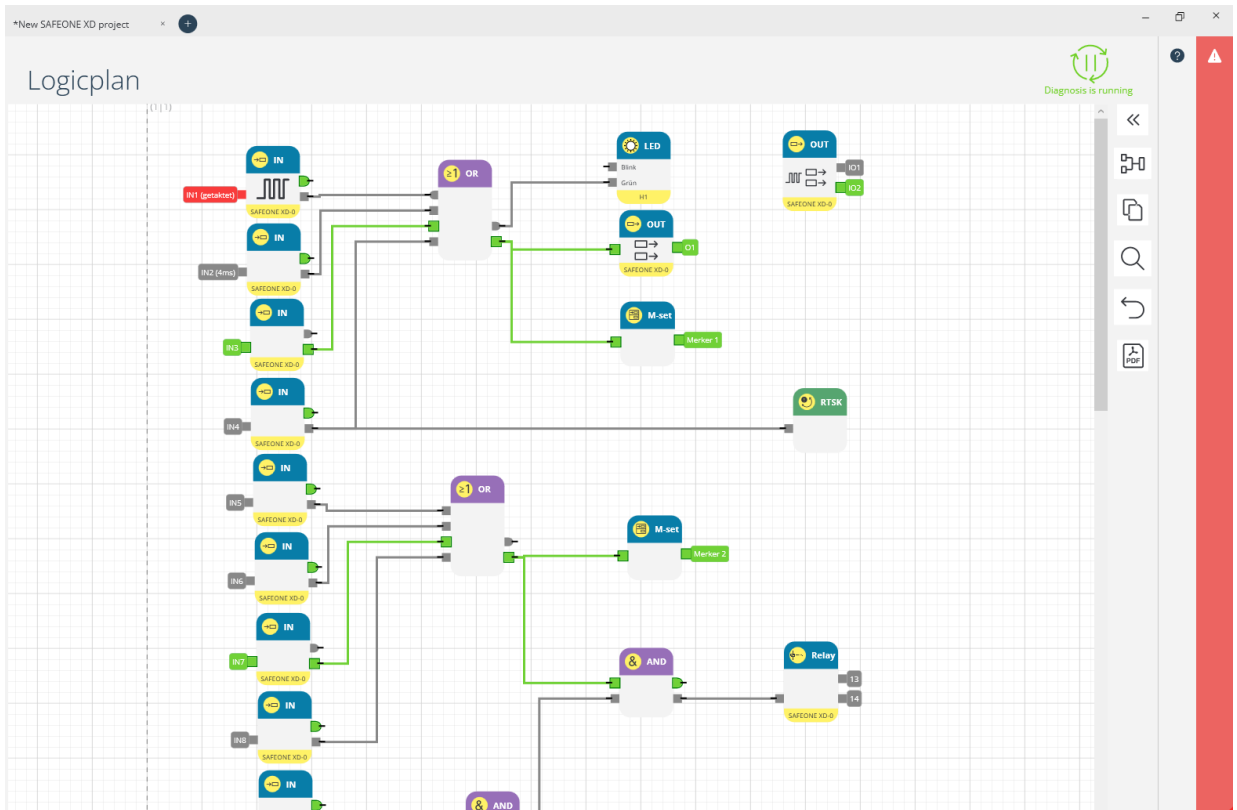 *New SAFEONE XD project
Logicplan
Diagnosis is running
(1|1)
IN
IN1 (getaktet)
SAFEONE XD-0
≥1 OR
LED
Blink
Grün
H1
OUT
IO1
IO2
SAFEONE XD-0
IN
IN2 (4ms)
SAFEONE XD-0
OUT
O1
SAFEONE XD-0
IN
IN3
SAFEONE XD-0
M-set
Merker 1
PDF
IN
IN4
SAFEONE XD-0
RTSK
IN
IN5
SAFEONE XD-0
≥1 OR
IN
IN6
SAFEONE XD-0
M-set
Merker 2
IN
IN7
SAFEONE XD-0
& AND
Relay
13
14
SAFEONE XD-0
IN
IN8
SAFEONE XD-0
IN
& AND